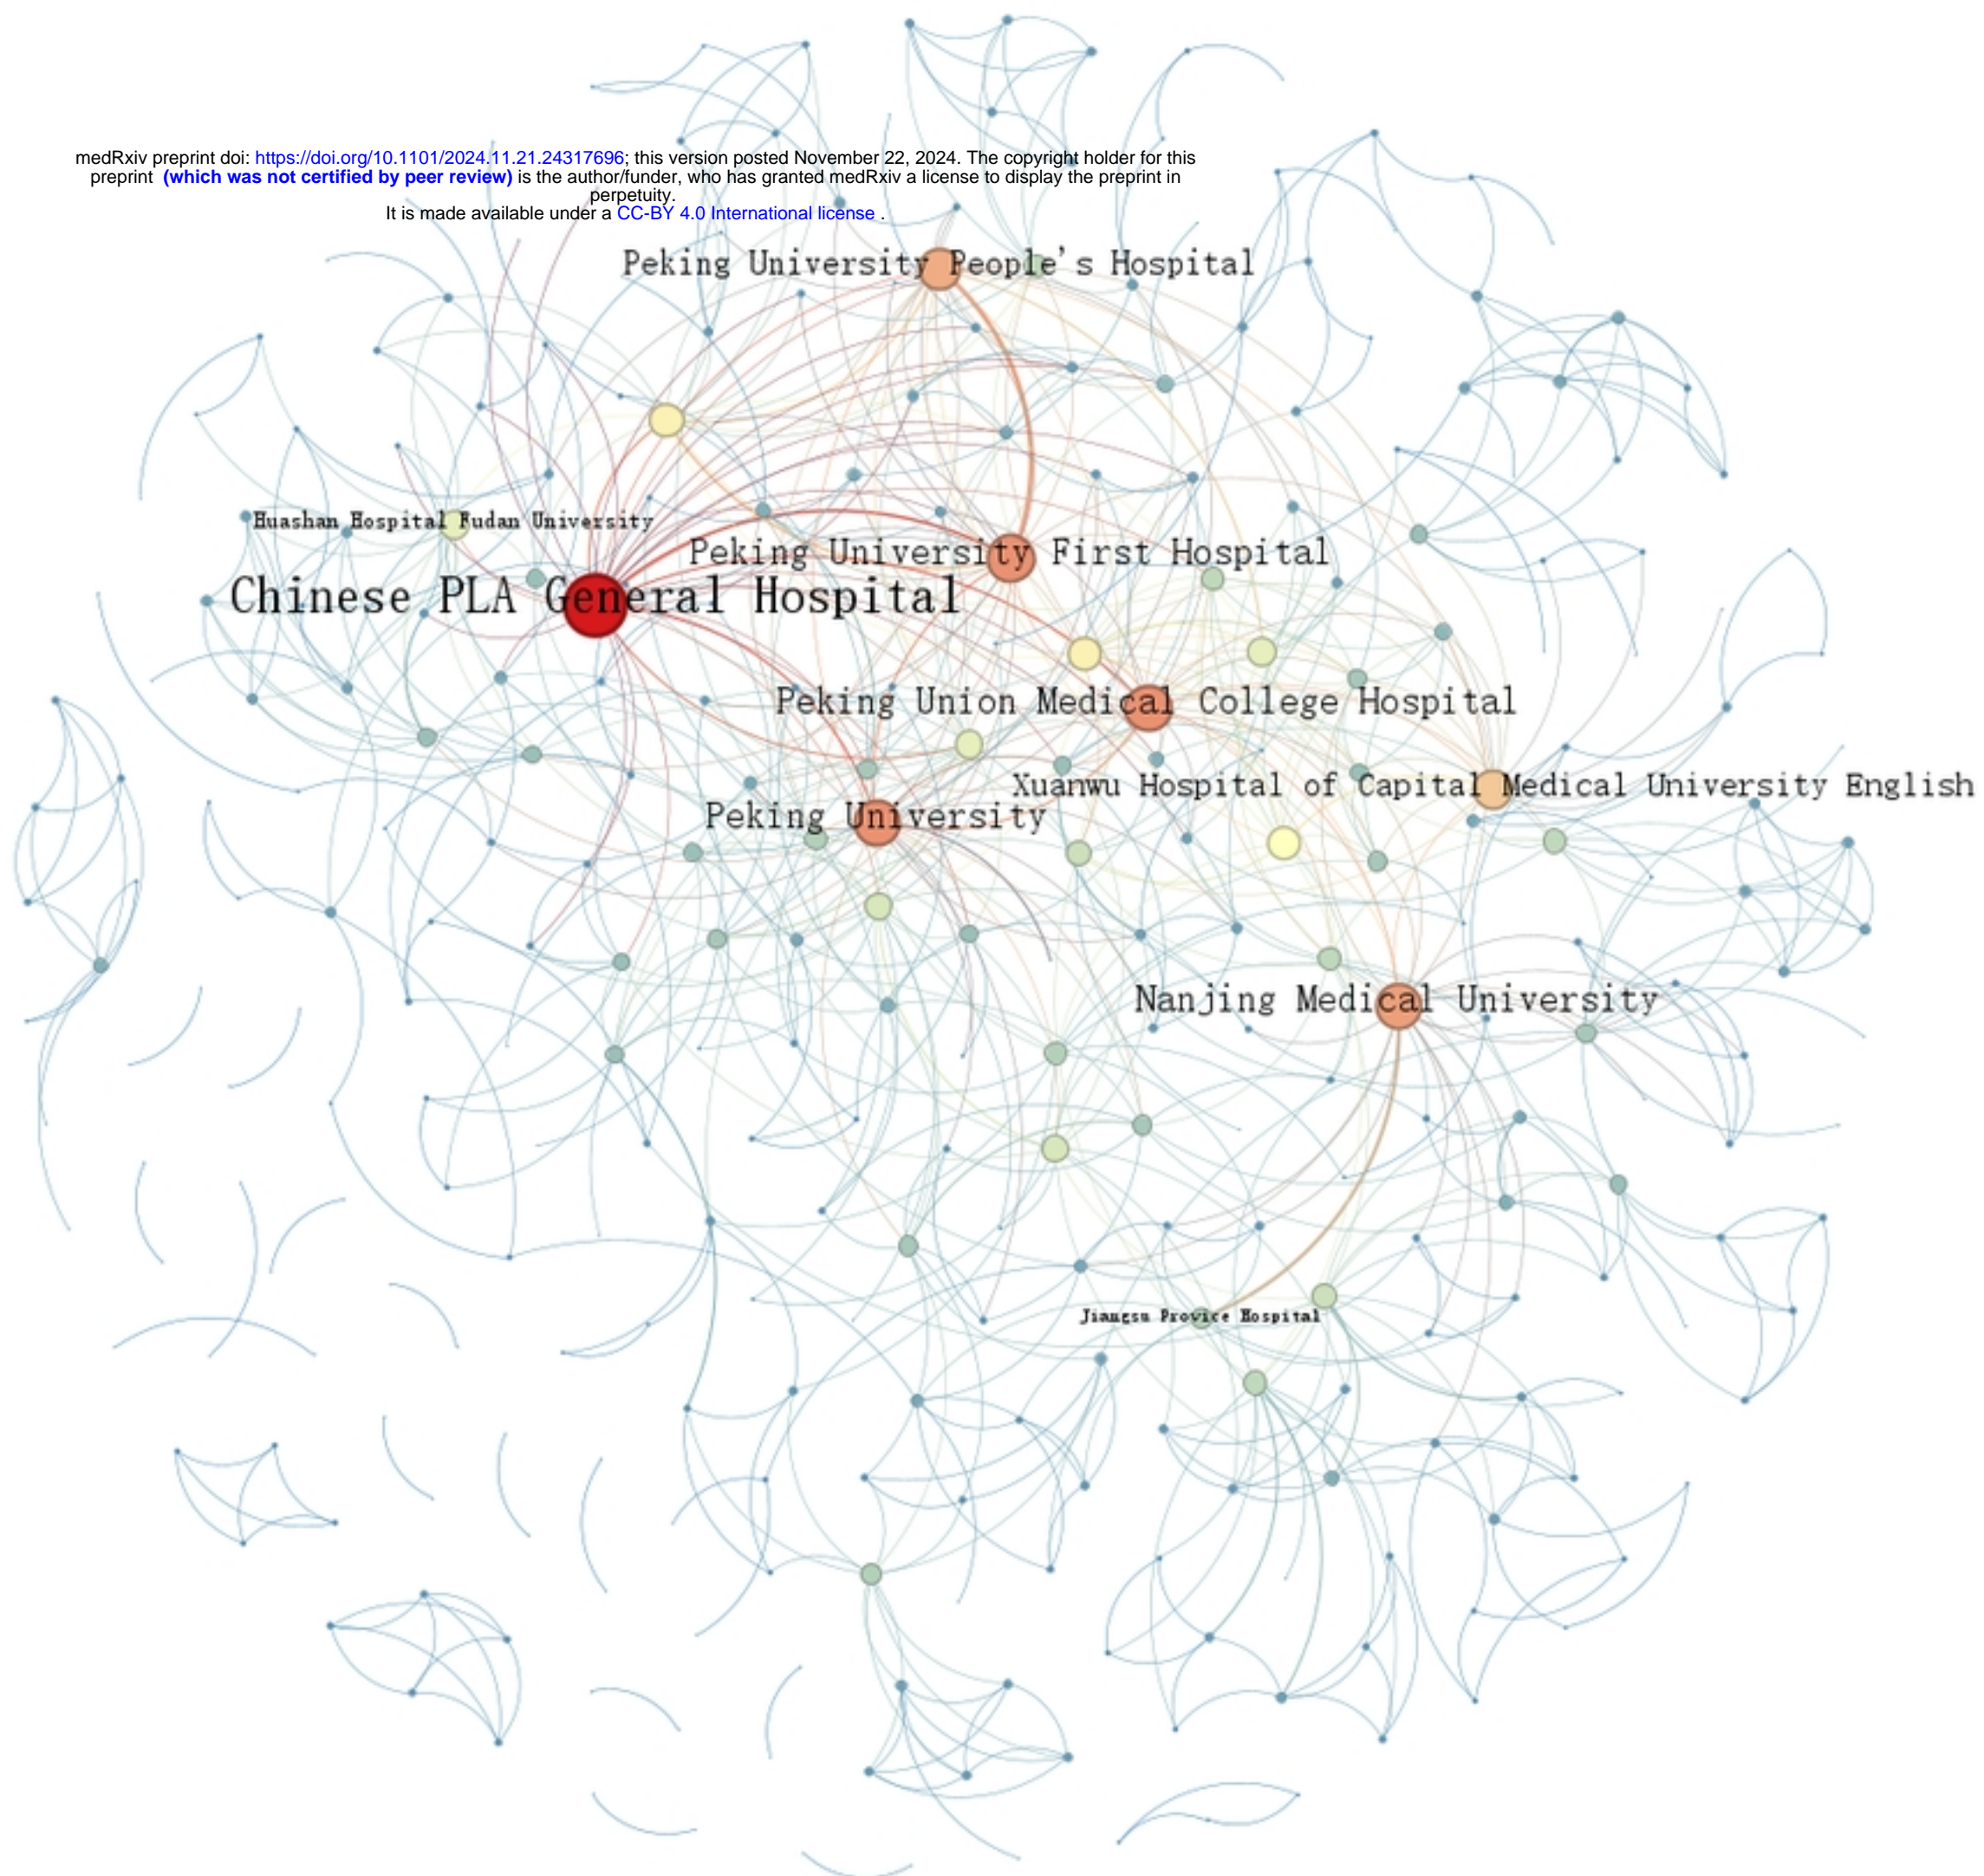 medRxiv preprint doi: https://doi.org/10.1101/2024.11.21.24317696; this version posted November 22, 2024. The copyright holder for this
preprint (which was not certified by peer review) is the author/funder, who has granted medRxiv a license to display the preprint in
perpetuity.
It is made available under a CC-BY 4.0 International license .
Peking University People's Hospital
Huashan Hospital Fudan University
Peking University First Hospital
Chinese PLA General Hospital
Peking Union Medical College Hospital
Xuanwu Hospital of Capital Medical University English
Peking University
Nanjing Medical University
Jiangsu Provice Hospital